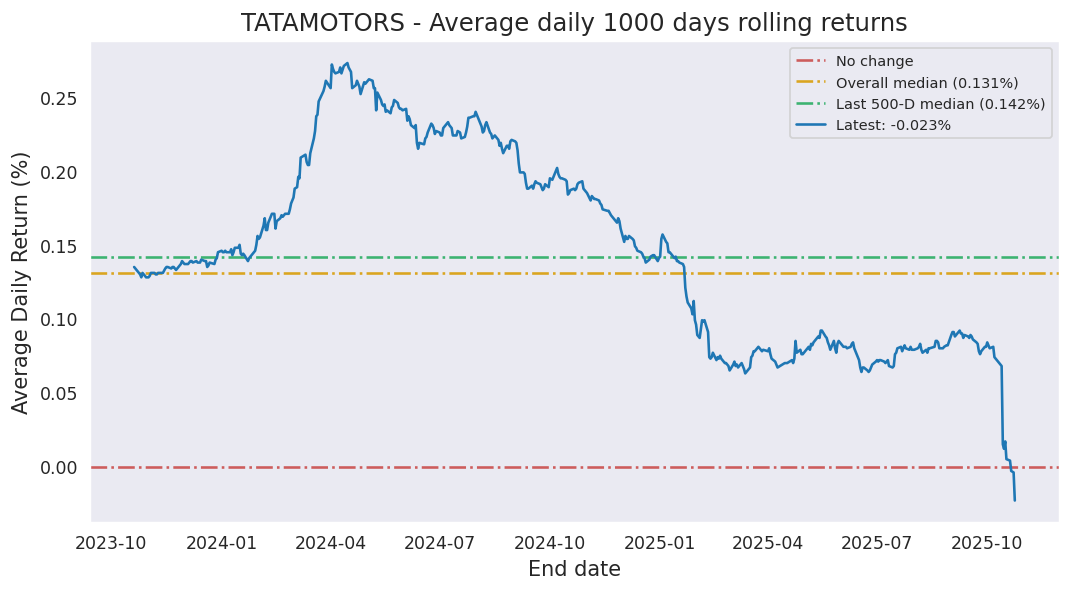 TATAMOTORS - Average daily 1000 days rolling returns
No change
Overall median (0.131%)
Last 500-D median (0.142%)
Latest: -0.023%
Average Daily Return (%)
0.25
0.20
0.15
0.10
0.05
0.00
2023-10 2024-01 2024-04 2024-07 2024-10 2025-01 2025-04 2025-07 2025-10
End date